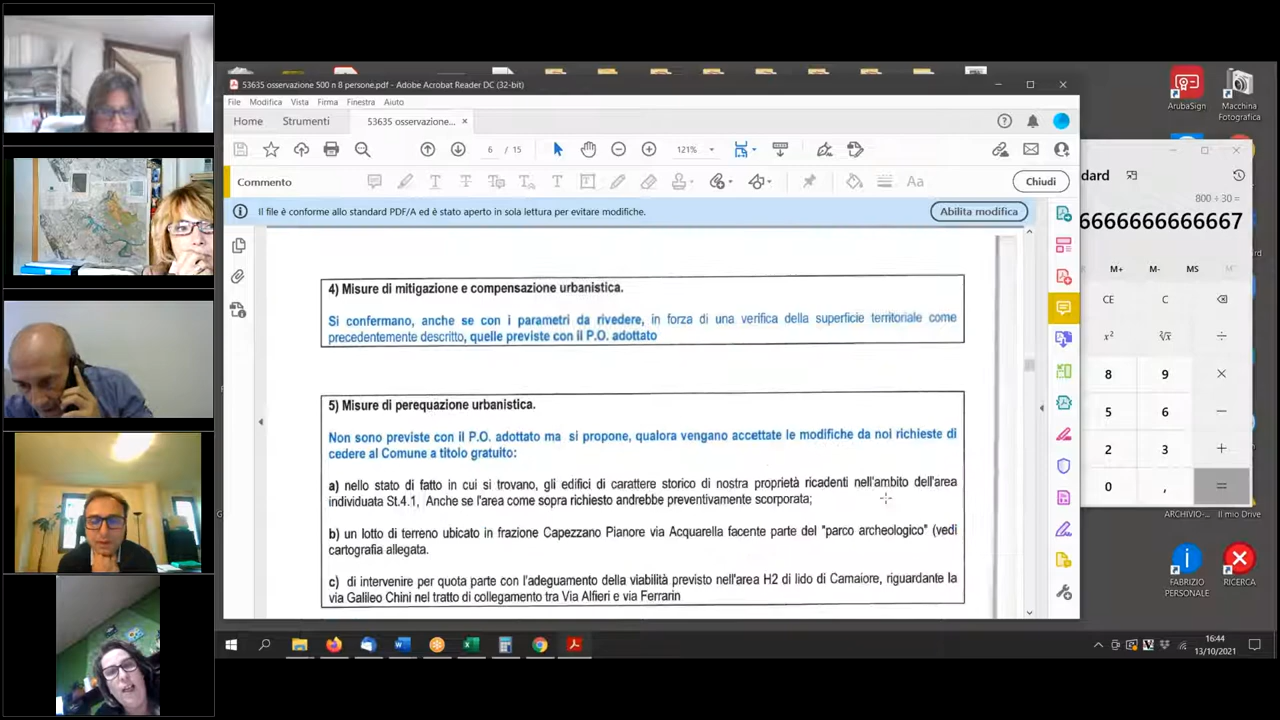 53635 osservazione 500 n 8 persone.pdf - Adobe Acrobat Reader DC (32-bit)
File Modifica Vista Firma Finestra Aiuto
Home Strumenti 53635 osservazione... ×
6 / 15 121%
Commento
Chiudi
Il file è conforme allo standard PDF/A ed è stato aperto in sola lettura per evitare modifiche.
Abilita modifica
4) Misure di mitigazione e compensazione urbanistica.
Si confermano, anche se con i parametri da rivedere, in forza di una verifica della superficie territoriale come
precedentemente descritto, quelle previste con il P.O. adottato
5) Misure di perequazione urbanistica.
Non sono previste con il P.O. adottato ma si propone, qualora vengano accettate le modifiche da noi richieste di
cedere al Comune a titolo gratuito:
a) nello stato di fatto in cui si trovano, gli edifici di carattere storico di nostra proprietà ricadenti nell'ambito dell'area
individuata St.4.1, Anche se l'area come sopra richiesto andrebbe preventivamente scorporata;
b) un lotto di terreno ubicato in frazione Capezzano Pianore via Acquarella facente parte del "parco archeologico" (vedi
cartografia allegata.
c) di intervenire per quota parte con l'adeguamento della viabilità previsto nell'area H2 di lido di Camaiore, riguardante la
via Galileo Chini nel tratto di collegamento tra Via Alfieri e via Ferrarin
ArubaSign
Macchina
Fotografica
dard
800 ÷ 30 =
6666666666667
M+ M- MS
CE C
x² ²√x ÷
8 9 ×
5 6 −
2 3 +
0 , =
ARCHIVIO-... Il mio Drive
FABRIZIO
PERSONALE
RICERCA
16:44
13/10/2021